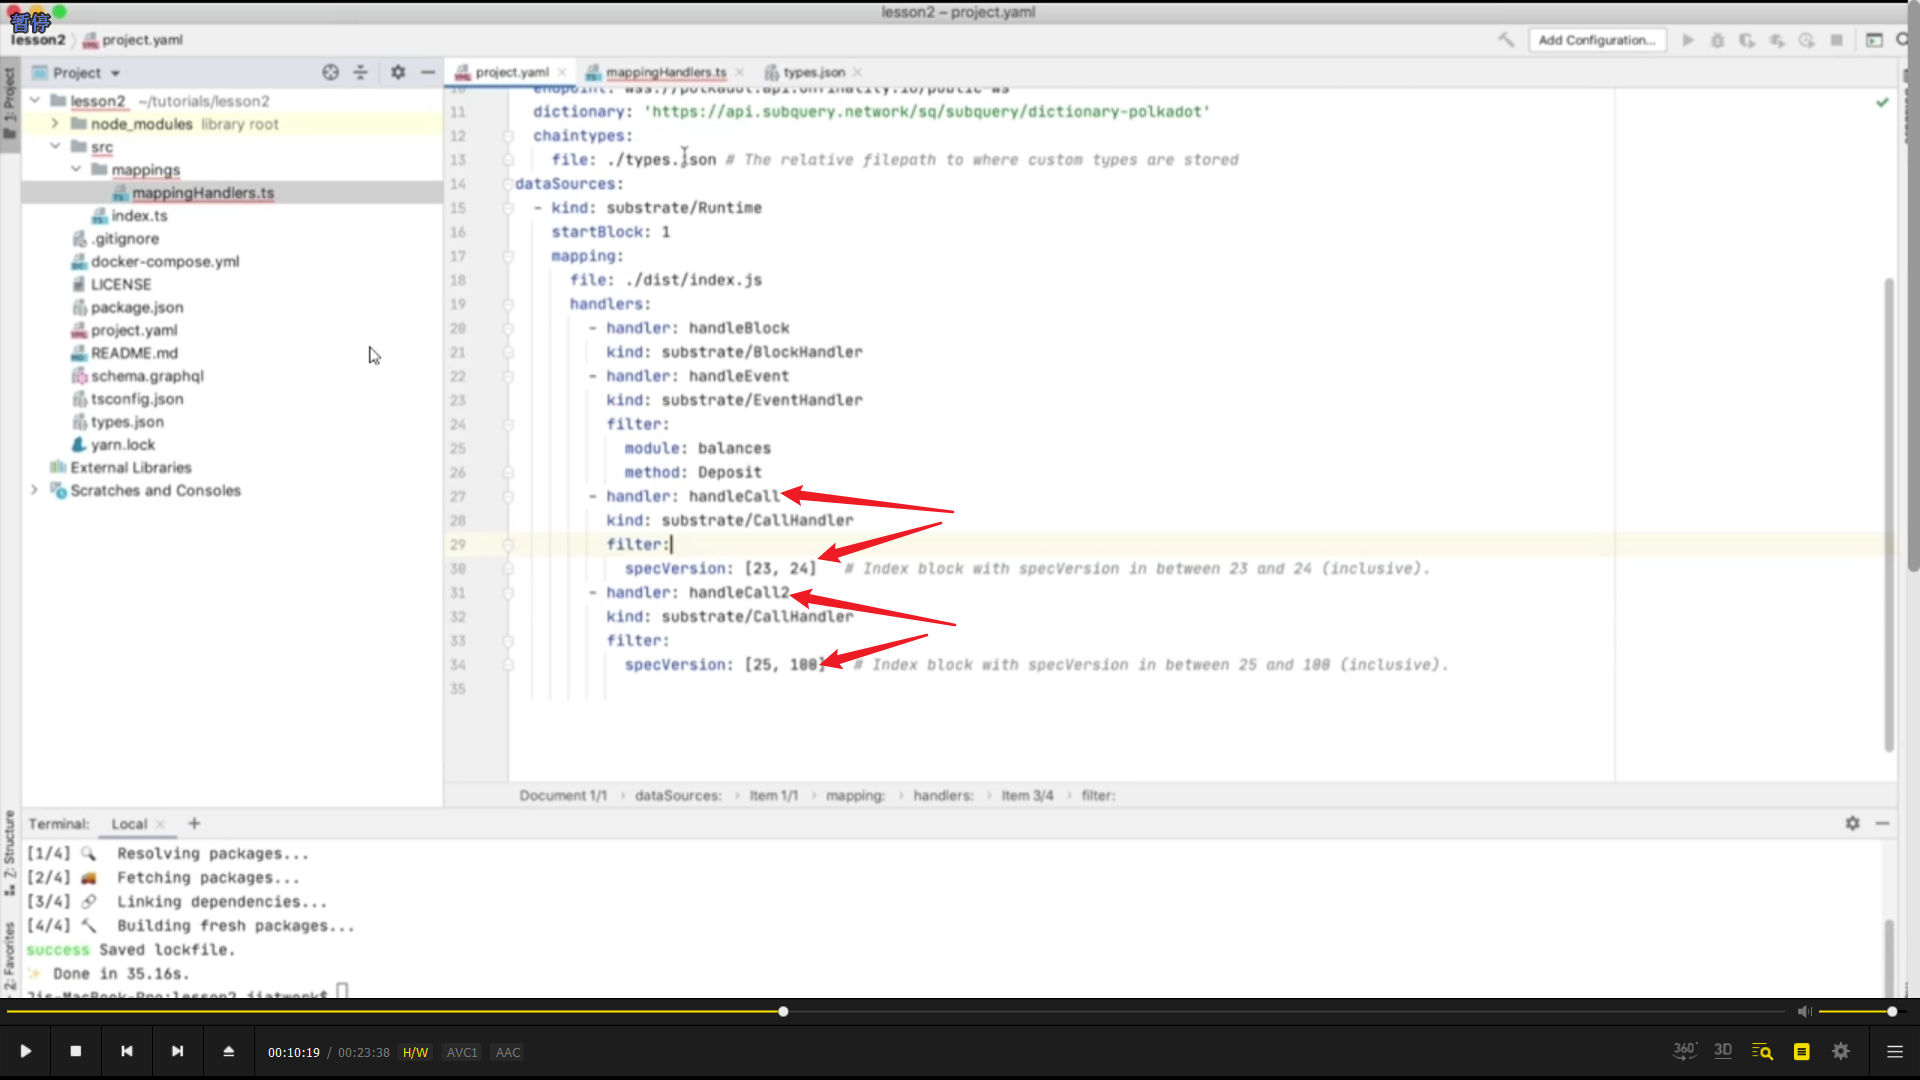 暂停
lesson2 – project.yaml
lesson2 project.yaml
Add Configuration...
1: Project
Project
project.yaml
mappingHandlers.ts
types.json
lesson2 ~/tutorials/lesson2
node_modules library root
src
mappings
mappingHandlers.ts
index.ts
.gitignore
docker-compose.yml
LICENSE
package.json
project.yaml
README.md
schema.graphql
tsconfig.json
types.json
yarn.lock
External Libraries
Scratches and Consoles
11 dictionary: 'https://api.subquery.network/sq/subquery/dictionary-polkadot'
12 chaintypes:
13 file: ./types.json # The relative filepath to where custom types are stored
14 dataSources:
15 - kind: substrate/Runtime
16 startBlock: 1
17 mapping:
18 file: ./dist/index.js
19 handlers:
20 - handler: handleBlock
21 kind: substrate/BlockHandler
22 - handler: handleEvent
23 kind: substrate/EventHandler
24 filter:
25 module: balances
26 method: Deposit
27 - handler: handleCall
28 kind: substrate/CallHandler
29 filter:
30 specVersion: [23, 24] # Index block with specVersion in between 23 and 24 (inclusive).
31 - handler: handleCall2
32 kind: substrate/CallHandler
33 filter:
34 specVersion: [25, 100] # Index block with specVersion in between 25 and 100 (inclusive).
35
Document 1/1 › dataSources: › Item 1/1 › mapping: › handlers: › Item 3/4 › filter:
Z: Structure
2: Favorites
Terminal: Local +
[1/4] Resolving packages...
[2/4] Fetching packages...
[3/4] Linking dependencies...
[4/4] Building fresh packages...
success Saved lockfile.
Done in 35.16s.
00:10:19 / 00:23:38 H/W AVC1 AAC
360° 3D